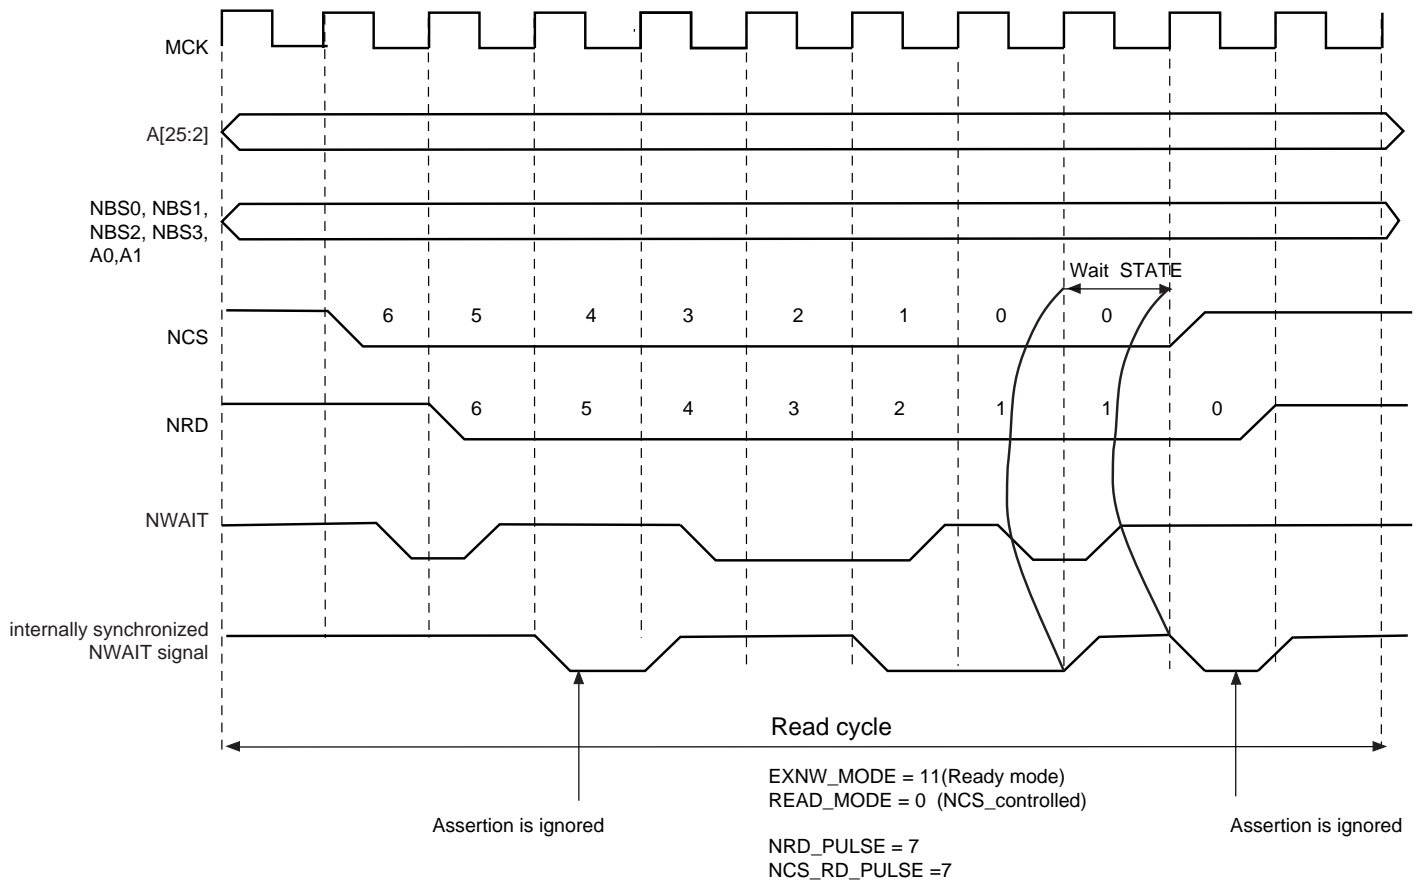 MCK
A[25:2]
NBS0, NBS1,
NBS2, NBS3,
A0,A1
Wait STATE
NCS
6 5 4 3 2 1 0 0
NRD
6 5 4 3 2 1 1 0
NWAIT
internally synchronized
NWAIT signal
Read cycle
EXNW_MODE = 11(Ready mode)
READ_MODE = 0 (NCS_controlled)
Assertion is ignored
Assertion is ignored
NRD_PULSE = 7
NCS_RD_PULSE =7